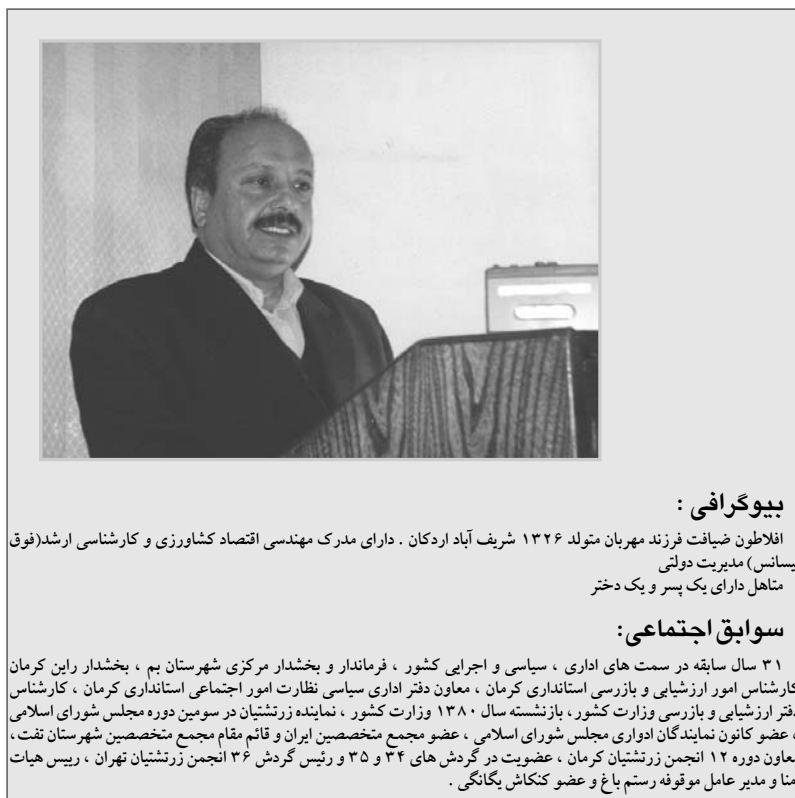 بیوگرافی :
افلاطون ضیافت فرزند مهربان متولد ۱۳۲۶ شریف آباد اردکان . دارای مدرک مهندسی اقتصاد کشاورزی و کارشناسی ارشد(فوق
یسانس) مدیریت دولتی
متاهل دارای یک پسر و یک دختر
سوابق اجتماعی:
۳۱ سال سابقه در سمت های اداری ، سیاسی و اجرایی کشور ، فرماندار و بخشدار مرکزی شهرستان بم ، بخشدار راین کرمان
کارشناس امور ارزشیابی و بازرسی استانداری کرمان ، معاون دفتر اداری سیاسی نظارت امور اجتماعی استانداری کرمان ، کارشناس
دفتر ارزشیابی و بازرسی وزارت کشور ، بازنشسته سال ۱۳۸۰ وزارت کشور ، نماینده زرتشتیان در سومین دوره مجلس شورای اسلامی
، عضو کانون نمایندگان ادواری مجلس شورای اسلامی ، عضو مجمع متخصصین ایران و قائم مقام مجمع متخصصین شهرستان تفت ،
معاون دوره ۱۲ انجمن زرتشتیان کرمان ، عضویت در گردش های ۳۴ و ۳۵ و رئیس گردش ۳۶ انجمن زرتشتیان تهران ، رییس هیات
منا و مدیر عامل موقوفه رستم باغ و عضو کنکاش یگانگی .